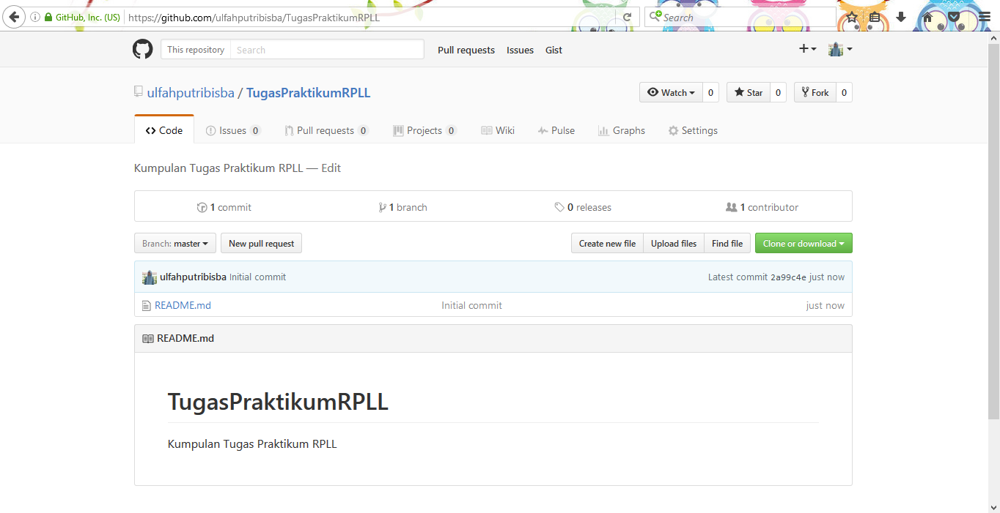 GitHub, Inc. (US) https://github.com/ulfahputribisba/TugasPraktikumRPLL Search
This repository Search Pull requests Issues Gist
ulfahputribisba / TugasPraktikumRPLL Watch 0 Star 0 Fork 0
Code Issues 0 Pull requests 0 Projects 0 Wiki Pulse Graphs Settings
Kumpulan Tugas Praktikum RPLL — Edit
1 commit 1 branch 0 releases 1 contributor
Branch: master New pull request Create new file Upload files Find file Clone or download
ulfahputribisba Initial commit Latest commit 2a99c4e just now
README.md Initial commit just now
README.md
TugasPraktikumRPLL
Kumpulan Tugas Praktikum RPLL